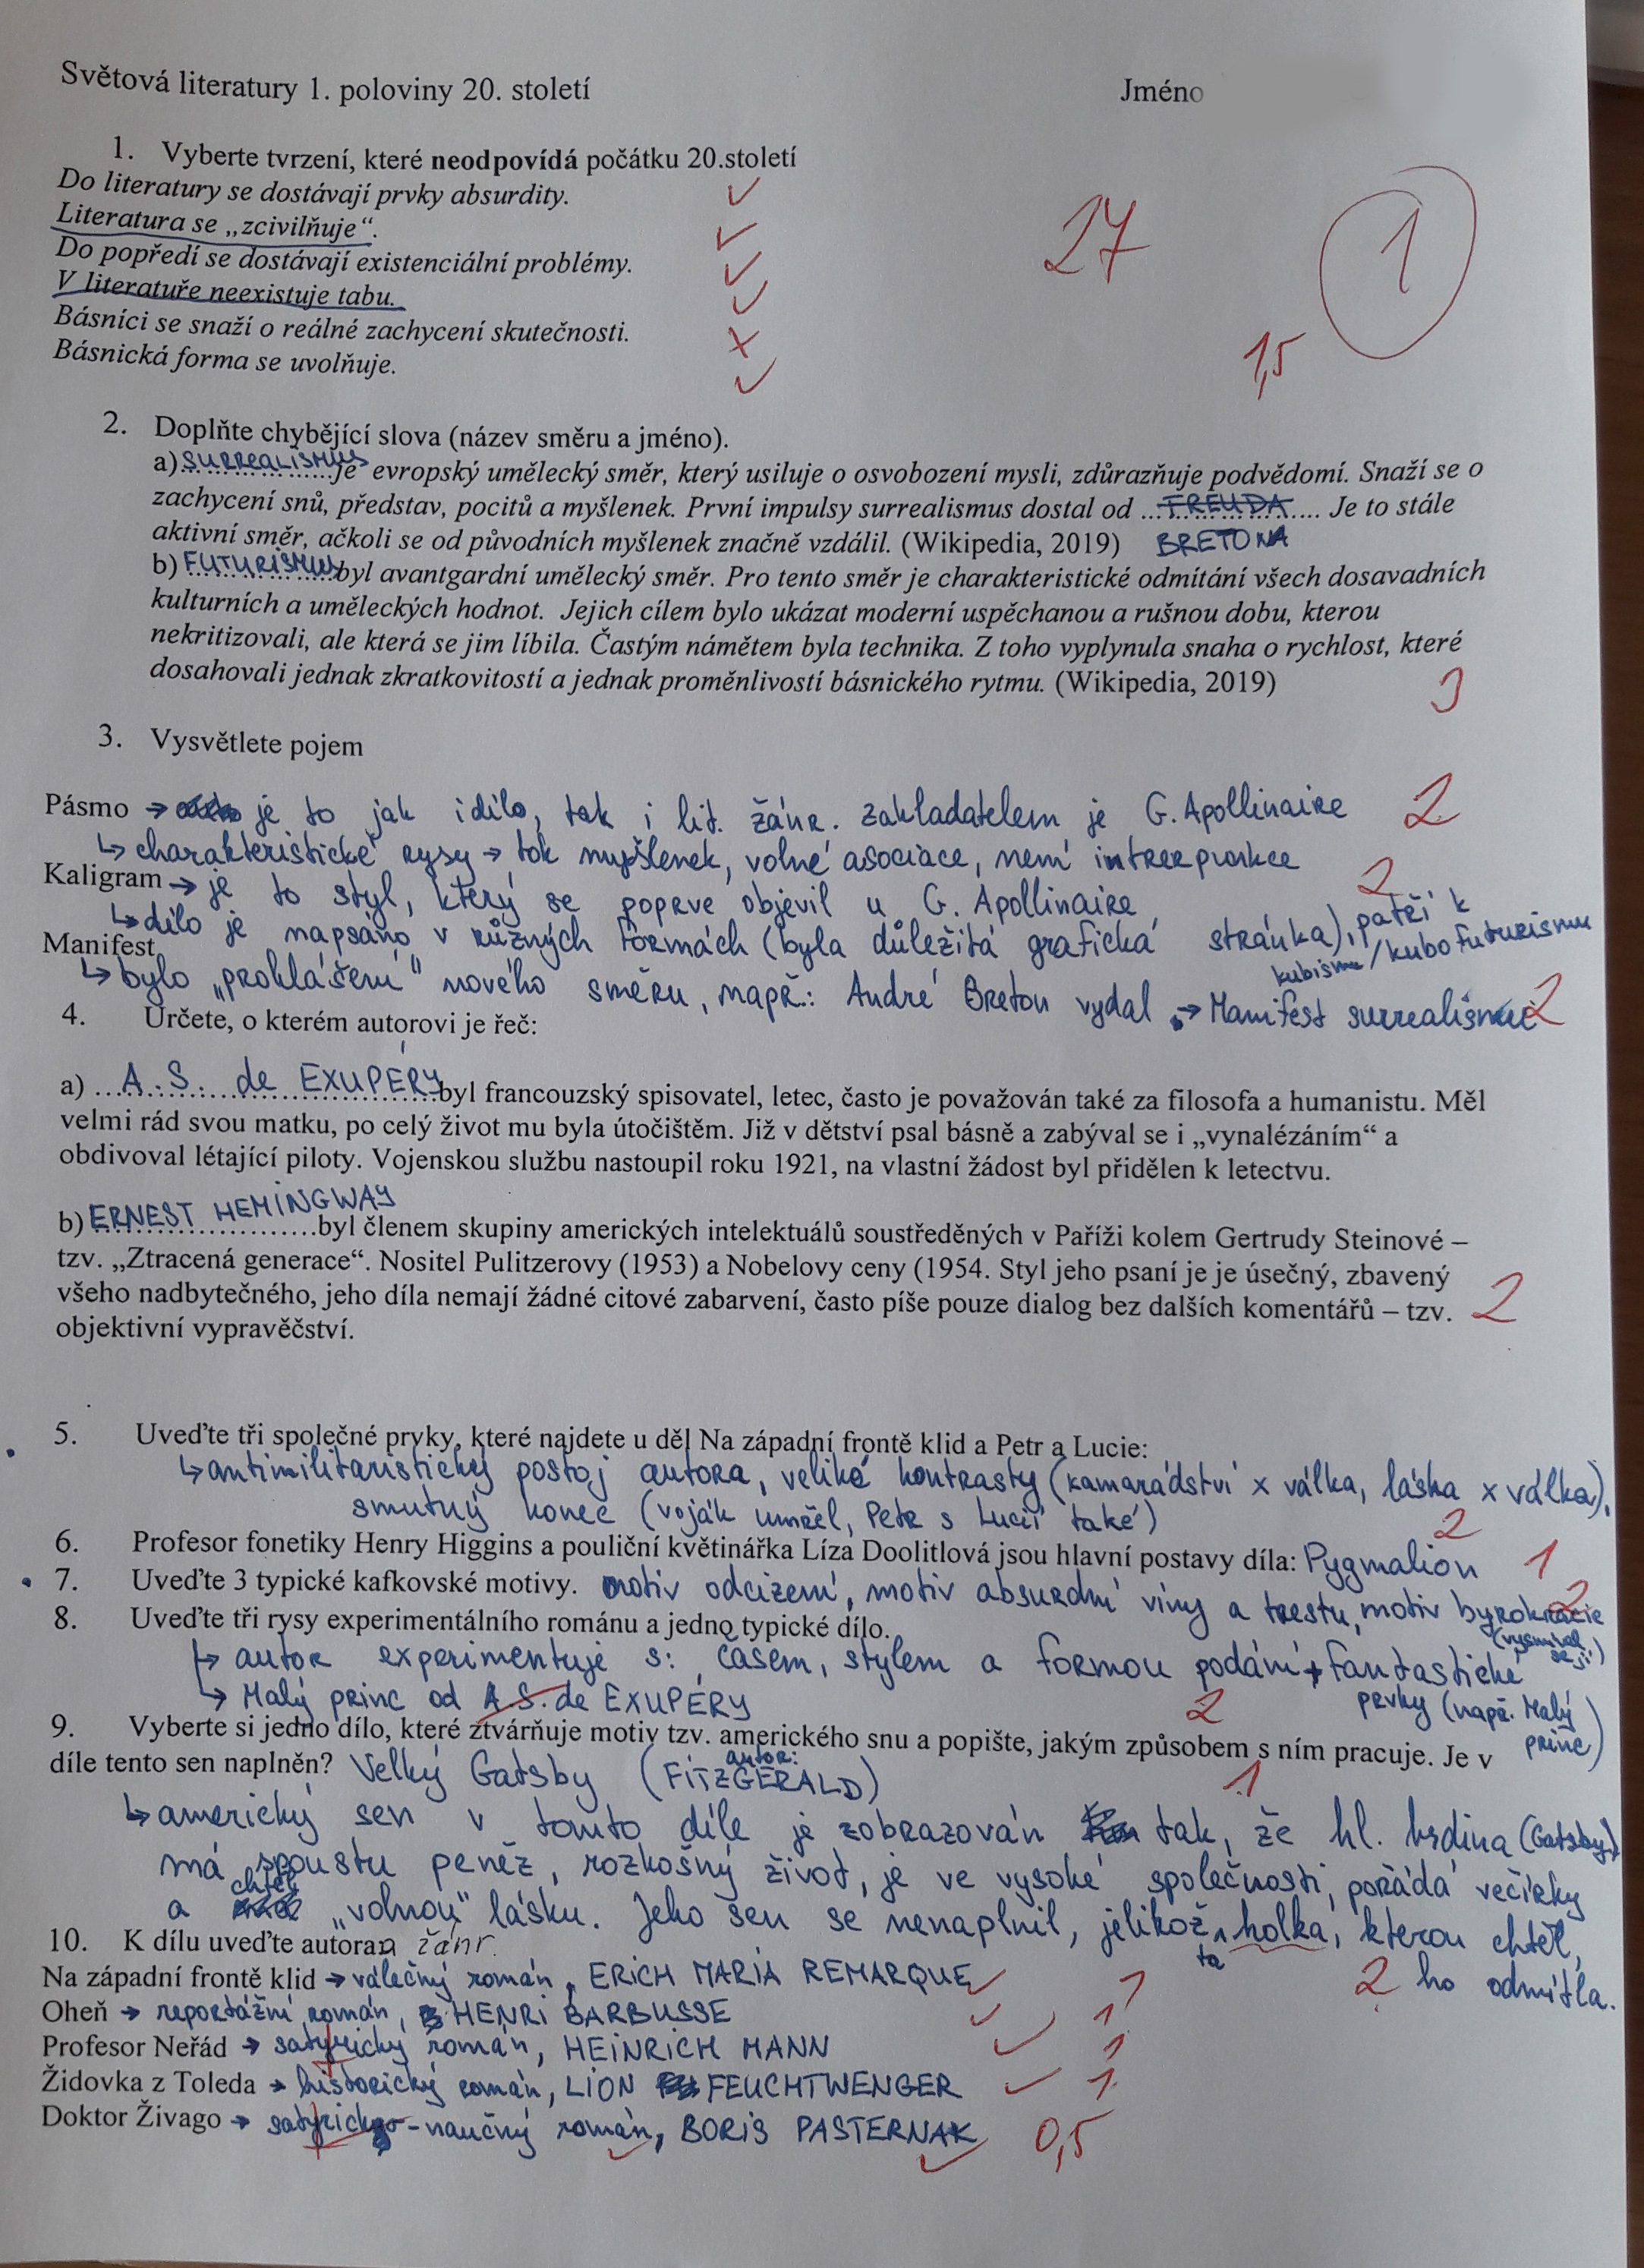 Světová literatury 1. poloviny 20. století Jméno
1. Vyberte tvrzení, které neodpovídá počátku 20.století
Do literatury se dostávají prvky absurdity.
Literatura se „zcivilňuje“.
Do popředí se dostávají existenciální problémy.
V literatuře neexistuje tabu.
Básníci se snaží o reálné zachycení skutečnosti.
Básnická forma se uvolňuje.
27
1
1,5
2. Doplňte chybějící slova (název směru a jméno).
a) SURREALISMUS je evropský umělecký směr, který usiluje o osvobození mysli, zdůrazňuje podvědomí. Snaží se o
zachycení snů, představ, pocitů a myšlenek. První impulsy surrealismus dostal od ... FREUDA .... Je to stále
aktivní směr, ačkoli se od původních myšlenek značně vzdálil. (Wikipedia, 2019) BRETONA
b) FUTURISMUS byl avantgardní umělecký směr. Pro tento směr je charakteristické odmítání všech dosavadních
kulturních a uměleckých hodnot. Jejich cílem bylo ukázat moderní uspěchanou a rušnou dobu, kterou
nekritizovali, ale která se jim líbila. Častým námětem byla technika. Z toho vyplynula snaha o rychlost, které
dosahovali jednak zkratkovitostí a jednak proměnlivostí básnického rytmu. (Wikipedia, 2019)
3
3. Vysvětlete pojem
Pásmo → je to jak i dílo, tak i lit. žánr. zakladatelem je G. Apollinaire 2
↳ charakteristické rysy → tok myšlenek, volné asociace, není interpunkce
Kaligram → je to styl, který se poprve objevil u G. Apollinaire 2
↳ dílo je napsáno v různých formách (byla důležitá grafická stránka), patří k
kubismu/kubofuturismu
Manifest
↳ bylo „prohlášení“ nového směru, např.: André Breton vydal → Manifest surrealismu 2
4. Určete, o kterém autorovi je řeč:
a) ... A. S. de EXUPÉRY byl francouzský spisovatel, letec, často je považován také za filosofa a humanistu. Měl
velmi rád svou matku, po celý život mu byla útočištěm. Již v dětství psal básně a zabýval se i „vynalézáním“ a
obdivoval létající piloty. Vojenskou službu nastoupil roku 1921, na vlastní žádost byl přidělen k letectvu.
b) ERNEST HEMINGWAY byl členem skupiny amerických intelektuálů soustředěných v Paříži kolem Gertrudy Steinové –
tzv. „Ztracená generace“. Nositel Pulitzerovy (1953) a Nobelovy ceny (1954. Styl jeho psaní je je úsečný, zbavený
všeho nadbytečného, jeho díla nemají žádné citové zabarvení, často píše pouze dialog bez dalších komentářů – tzv. 2
objektivní vypravěčství.
5. Uveďte tři společné prvky, které najdete u děl Na západní frontě klid a Petr a Lucie:
↳ antimilitaristický postoj autora, veliké kontrasty (kamarádství x válka, láska x válka),
smutný konec (voják umřel, Petr s Lucií také) 2
6. Profesor fonetiky Henry Higgins a pouliční květinářka Líza Doolitlová jsou hlavní postavy díla: Pygmalion 1
7. Uveďte 3 typické kafkovské motivy. motiv odcizení, motiv absurdní viny a trestu, motiv byrokracie 2
(vysmíval se jí)
8. Uveďte tři rysy experimentálního románu a jedno typické dílo.
↳ autor experimentuje s: časem, stylem a formou podání + fantastické
prvky (např. Malý princ)
↳ Malý princ od A.S. de EXUPÉRY 2
9. Vyberte si jedno dílo, které ztvárňuje motiv tzv. amerického snu a popište, jakým způsobem s ním pracuje. Je v
díle tento sen naplněn? Velký Gatsby (autor: FITZGERALD) 1
↳ americký sen v tomto díle je zobrazován tak, že hl. hrdina (Gatsby)
má spoustu peněz, rozkošný život, je ve vysoké společnosti, pořádá večírky
a chtěl „volnou“ lásku. Jeho sen se nenaplnil, jelikož ta holka, kterou chtěl,
2 ho odmítla.
10. K dílu uveďte autora a žánr.
Na západní frontě klid → válečný román, ERICH MARIA REMARQUE 1
Oheň → reportážní román, HENRI BARBUSSE 1
Profesor Neřád → satyrický román, HEINRICH MANN 1
Židovka z Toleda → historický román, LION FEUCHTWENGER 1
Doktor Živago → satyricko-naučný román, BORIS PASTERNAK 0,5